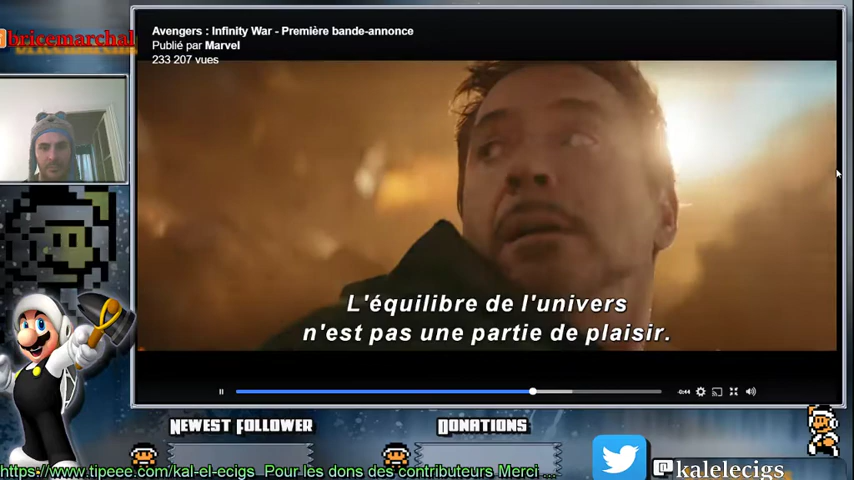 bricemarchal
Avengers : Infinity War - Première bande-annonce
Publié par Marvel
233 207 vues
L'équilibre de l'univers
n'est pas une partie de plaisir.
-0:44
NEWEST FOLLOWER
DONATIONS
@kalelecigs
https://www.tipeee.com/kal-el-ecigs Pour les dons des contributeurs Merci ...